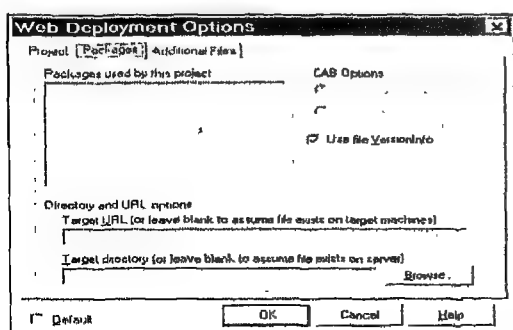 Web Deployment Options
Project Packages Additional Files
Packages used by this project
CAB Options
Use file VersionInfo
Directory and URL options
Target URL (or leave blank to assume file exists on target machines)
Target directory (or leave blank to assume file exists on server)
Browse..
Default OK Cancel Help